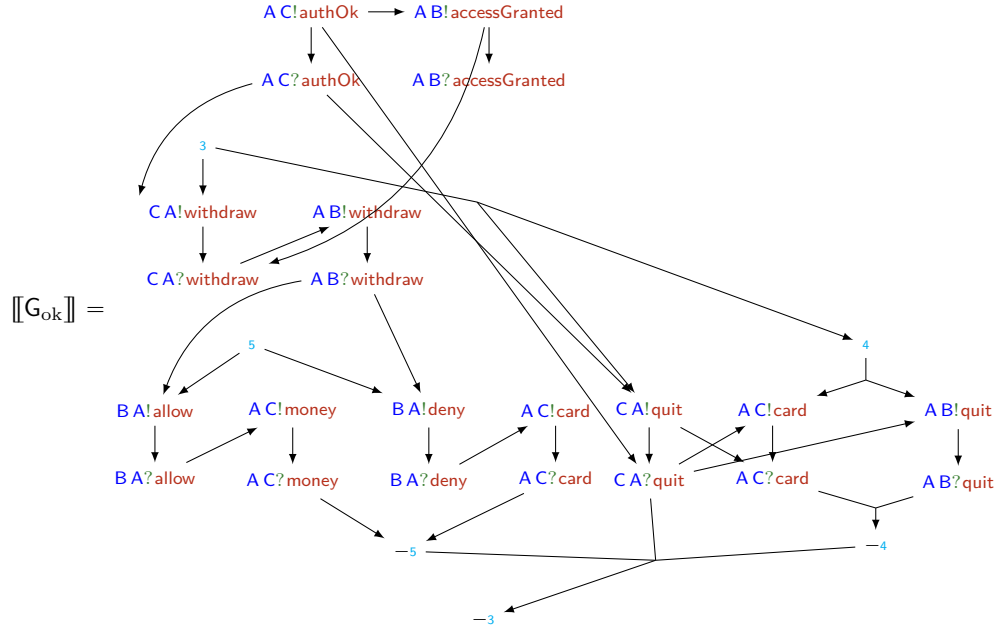 A C!authOk A B!accessGranted
A C?authOk A B?accessGranted
3
C A!withdraw A B!withdraw
C A?withdraw A B?withdraw
⟦G_ok⟧ =
5 4
B A!allow A C!money B A!deny A C!card C A!quit A C!card A B!quit
B A?allow A C?money B A?deny A C?card C A?quit A C?card A B?quit
−5 −4
−3